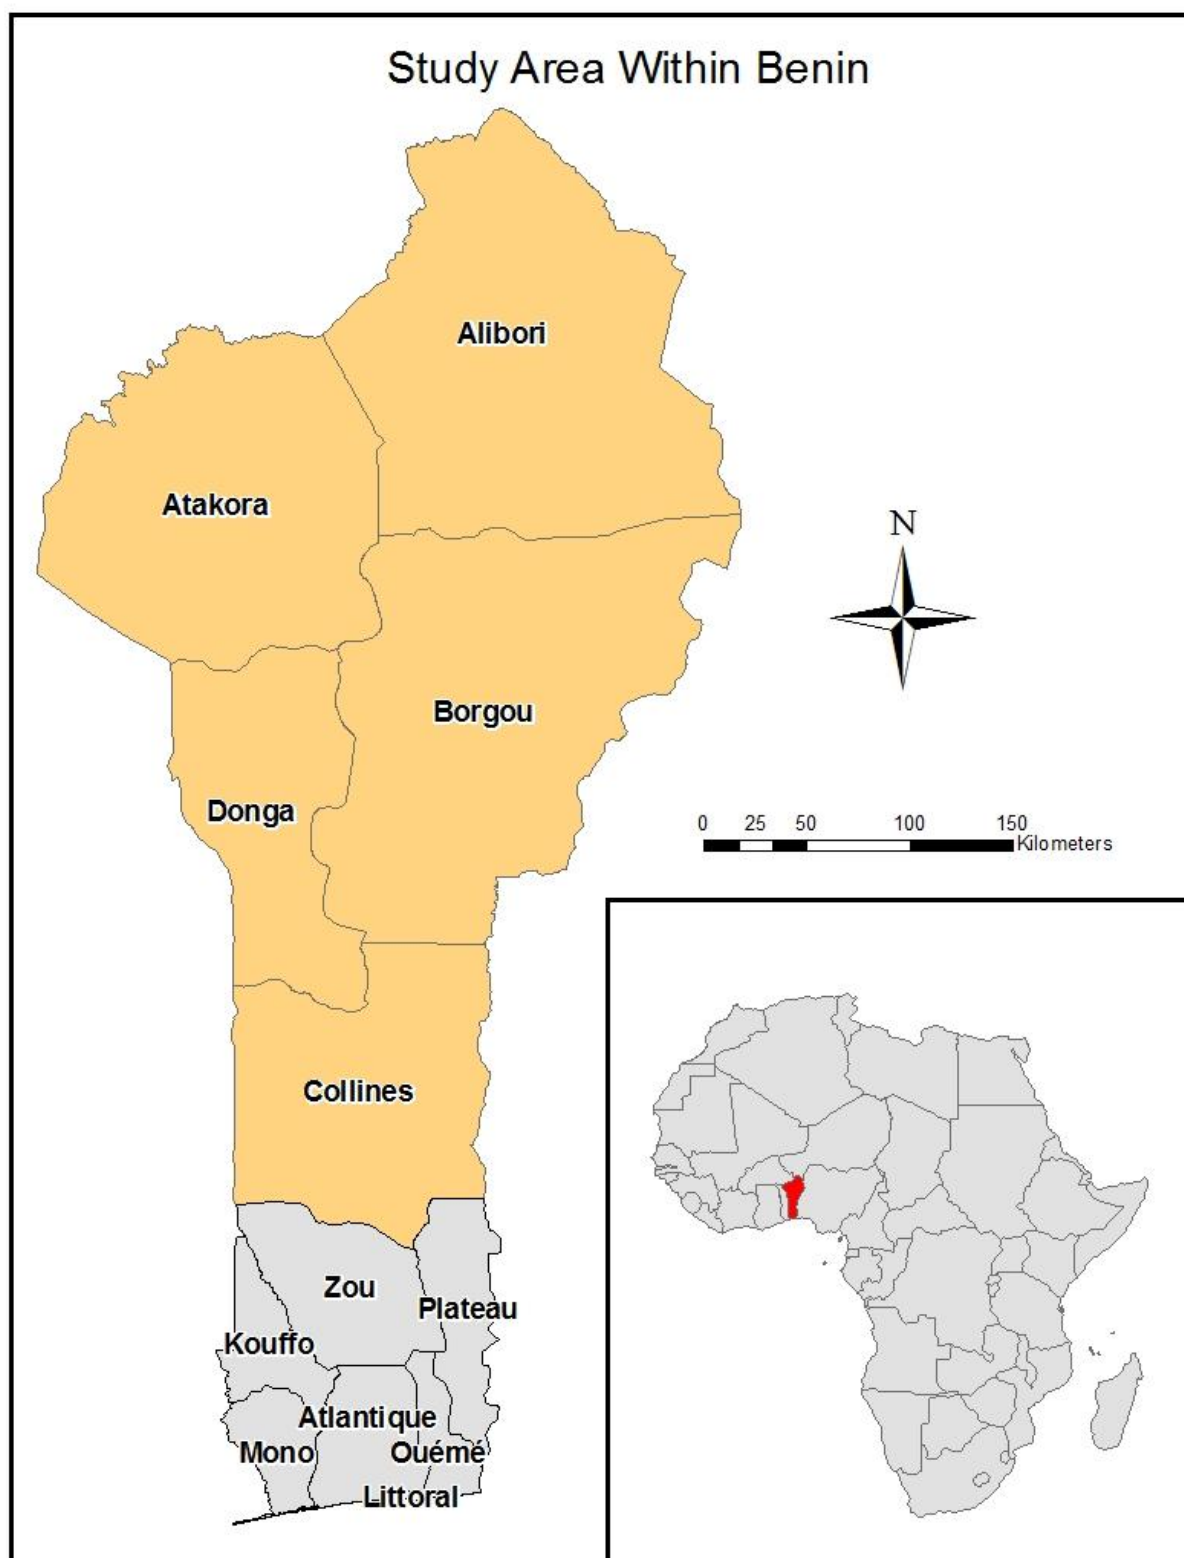 Study Area Within Benin
Alibori
Atakora
N
Borgou
Donga
0 25 50 100 150
Kilometers
Collines
Zou
Plateau
Kouffo
Atlantique
Mono
Ouémé
Littoral